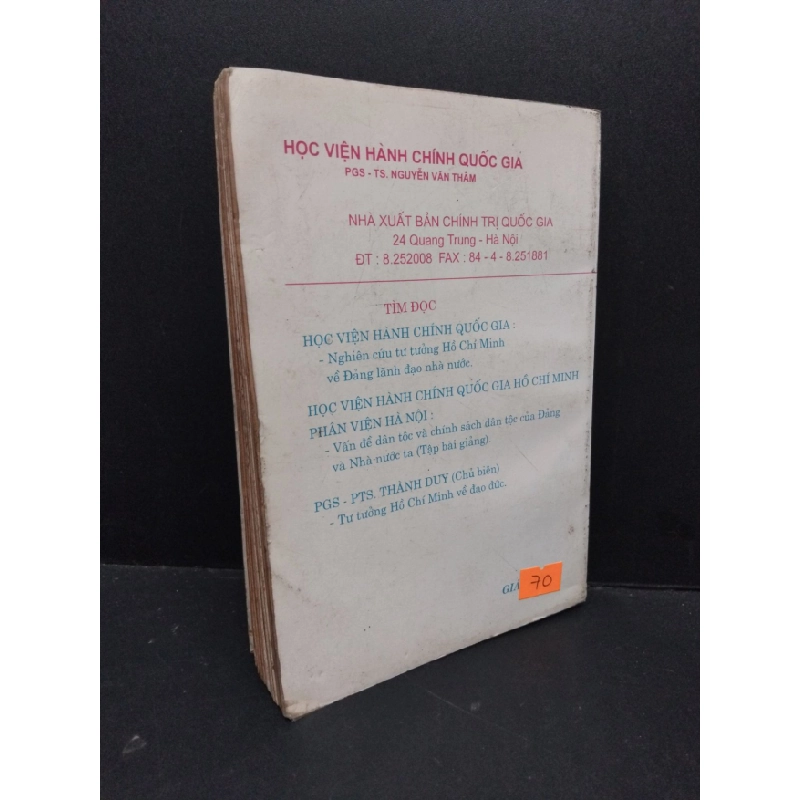 HỌC VIỆN HÀNH CHÍNH QUỐC GIA
PGS - TS. NGUYỄN VĂN THÂM
NHÀ XUẤT BẢN CHÍNH TRỊ QUỐC GIA
24 Quang Trung - Hà Nội
ĐT : 8.252008 FAX : 84 - 4 - 8.251881
TÌM ĐỌC
HỌC VIỆN HÀNH CHÍNH QUỐC GIA :
- Nghiên cứu tư tưởng Hồ Chí Minh
về Đảng lãnh đạo nhà nước.
HỌC VIỆN HÀNH CHÍNH QUỐC GIA HỒ CHÍ MINH
PHÂN VIỆN HÀ NỘI :
- Vấn đề dân tộc và chính sách dân tộc của Đảng
và Nhà nước ta (Tập bài giảng)
PGS - PTS. THÀNH DUY (Chủ biên)
- Tư tưởng Hồ Chí Minh về đạo đức.
GIÁ
70